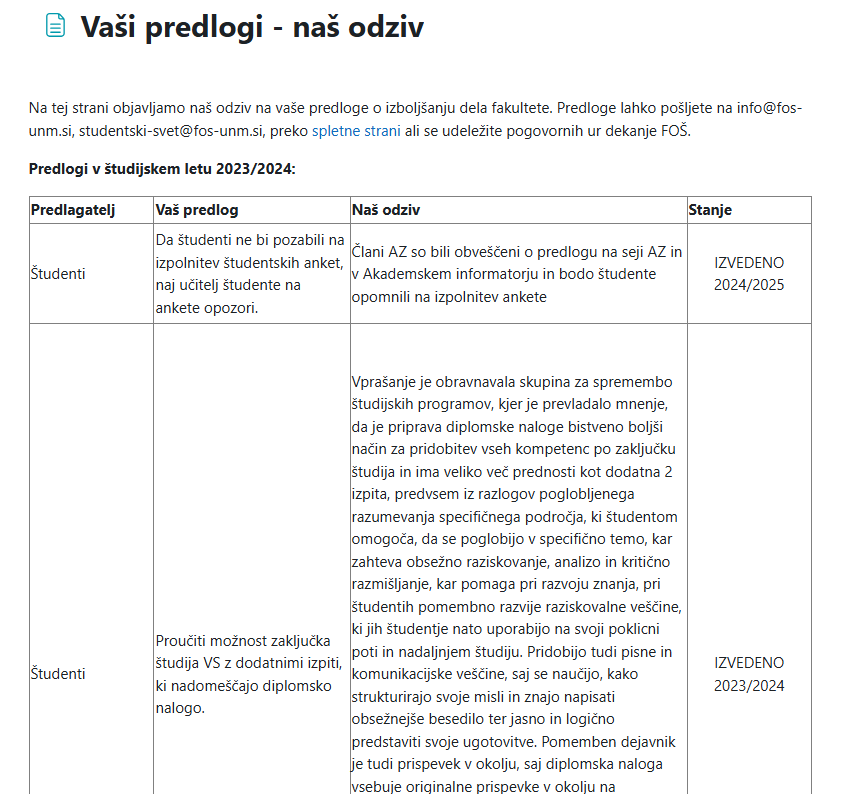 Vaši predlogi - naš odziv
Na tej strani objavljamo naš odziv na vaše predloge o izboljšanju dela fakultete. Predloge lahko pošljete na info@fos-
unm.si, studentski-svet@fos-unm.si, preko spletne strani ali se udeležite pogovornih ur dekanje FOŠ.
Predlogi v študijskem letu 2023/2024:
Predlagatelj
Vaš predlog
Naš odziv
Stanje
Študenti
Da študenti ne bi pozabili na
izpolnitev študentskih anket,
naj učitelj študente na
ankete opozori.
Člani AZ so bili obveščeni o predlogu na seji AZ in
v Akademskem informatorju in bodo študente
opomnili na izpolnitev ankete
IZVEDENO
2024/2025
Študenti
Proučiti možnost zaključka
študija VS z dodatnimi izpiti,
ki nadomeščajo diplomsko
nalogo.
Vprašanje je obravnavala skupina za spremembo
študijskih programov, kjer je prevladalo mnenje,
da je priprava diplomske naloge bistveno boljši
način za pridobitev vseh kompetenc po zaključku
študija in ima veliko več prednosti kot dodatna 2
izpita, predvsem iz razlogov poglobljenega
razumevanja specifičnega področja, ki študentom
omogoča, da se poglobijo v specifično temo, kar
zahteva obsežno raziskovanje, analizo in kritično
razmišljanje, kar pomaga pri razvoju znanja, pri
študentih pomembno razvije raziskovalne veščine,
ki jih študentje nato uporabijo na svoji poklicni
poti in nadaljnjem študiju. Pridobijo tudi pisne in
komunikacijske veščine, saj se naučijo, kako
strukturirajo svoje misli in znajo napisati
obsežnejše besedilo ter jasno in logično
predstaviti svoje ugotovitve. Pomemben dejavnik
je tudi prispevek v okolju, saj diplomska naloga
vsebuje originalne prispevke v okolju na
IZVEDENO
2023/2024